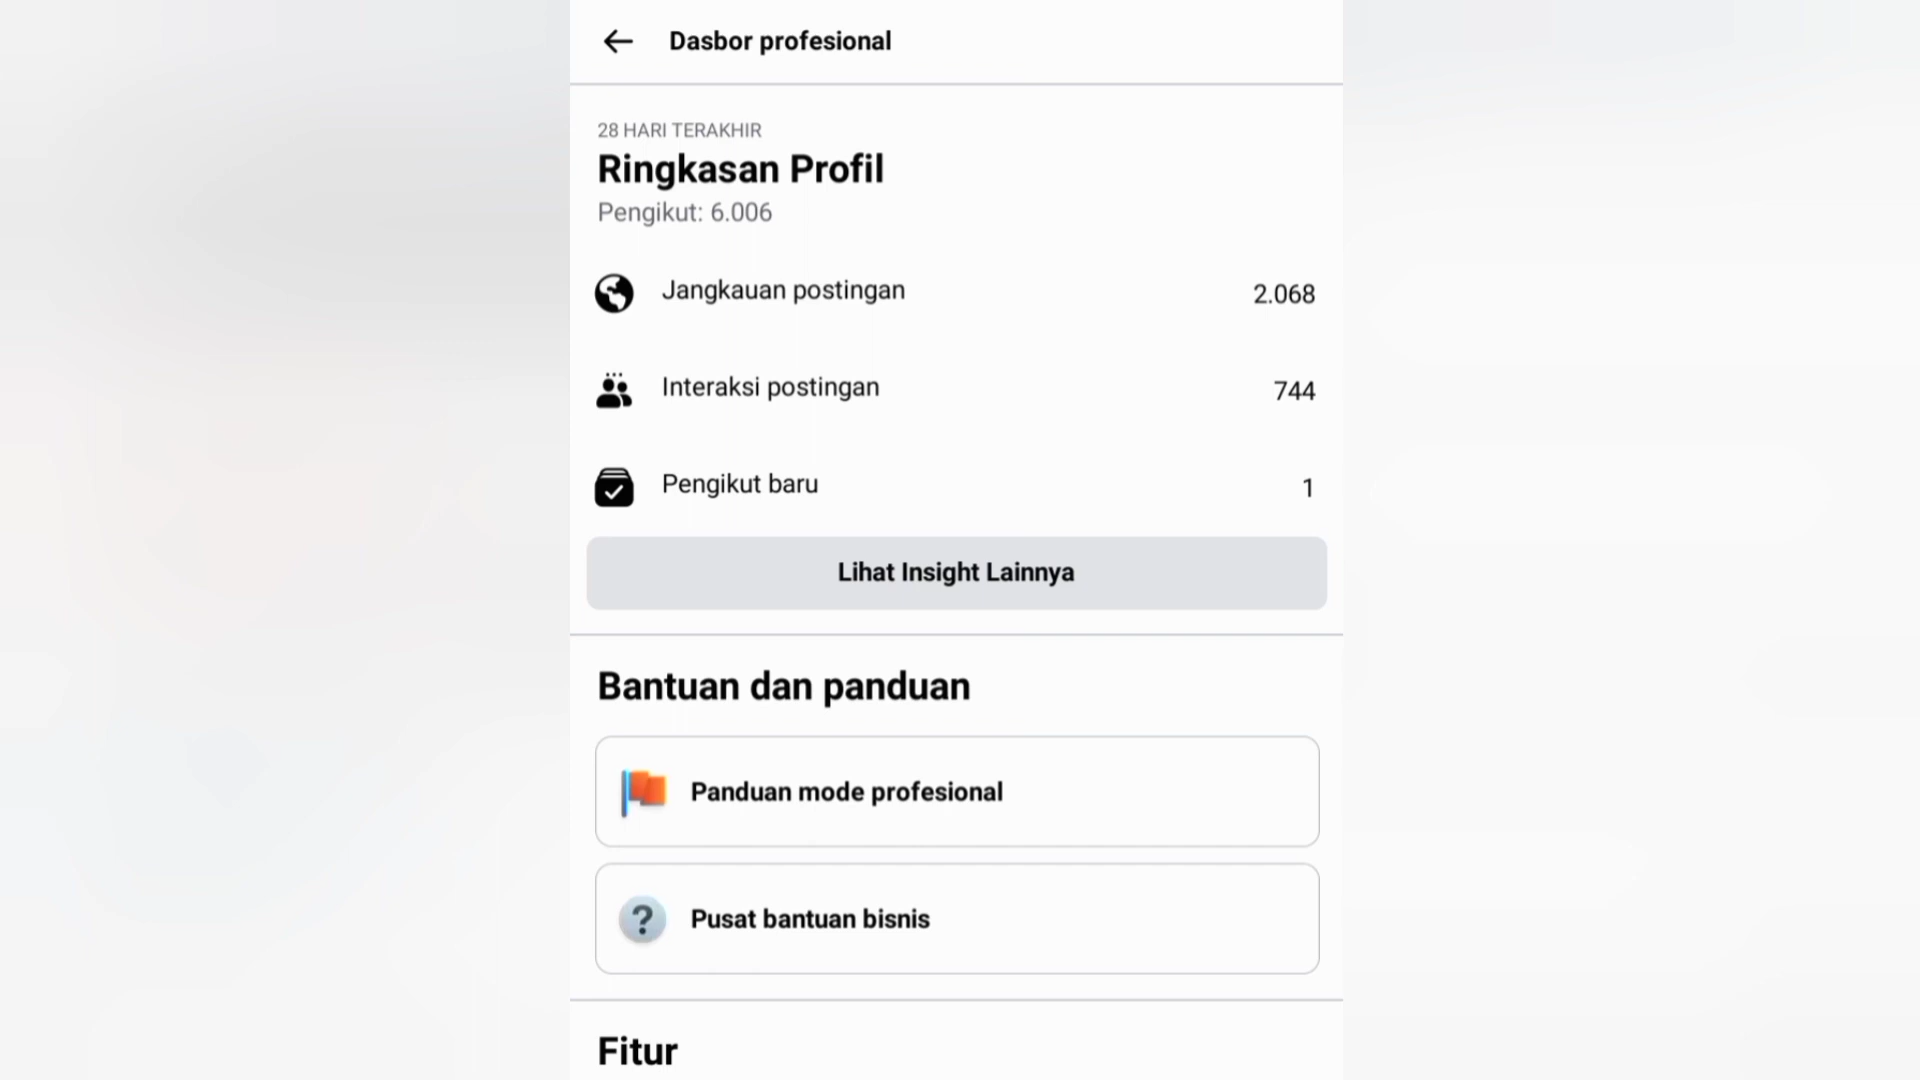 Dasbor profesional
28 HARI TERAKHIR
Ringkasan Profil
Pengikut: 6.006
Jangkauan postingan 2.068
Interaksi postingan 744
Pengikut baru 1
Lihat Insight Lainnya
Bantuan dan panduan
Panduan mode profesional
Pusat bantuan bisnis
Fitur